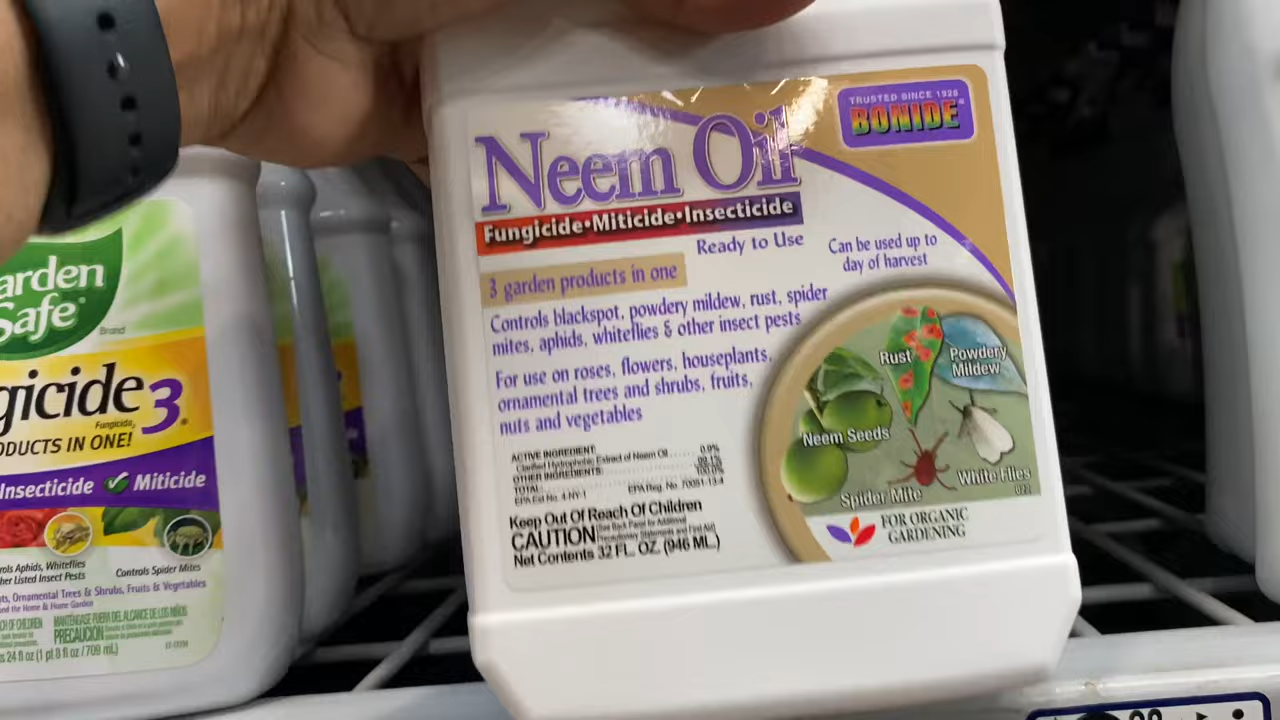 TRUSTED SINCE 1926
BONIDE
Neem Oil
Fungicide•Miticide•Insecticide
Ready to Use
Can be used up to
day of harvest
3 garden products in one
Controls blackspot, powdery mildew, rust, spider
mites, aphids, whiteflies & other insect pests
For use on roses, flowers, houseplants,
ornamental trees and shrubs, fruits,
nuts and vegetables
Rust
Powdery
Mildew
Neem Seeds
Spider Mite
White Flies
022
ACTIVE INGREDIENT:
Clarified Hydrophobic Extract of Neem Oil 0.9%
OTHER INGREDIENTS:
TOTAL:
EPA Est No. 4-NY-1 EPA Reg. No. 70051-13-4
Keep Out Of Reach Of Children
CAUTION See Back Panel for Additional
Precautionary Statements and First Aid
Net Contents 32 FL. OZ. (946 ML.)
FOR ORGANIC
GARDENING
arden
Safe
Brand
gicide 3
Fungicida
ODUCTS IN ONE!
Insecticide Miticide
rols Aphids, Whiteflies
her Listed Insect Pests
Controls Spider Mites
ts, Ornamental Trees & Shrubs, Fruits & Vegetables
nd the Home & Home Garden
CH OF CHILDREN
MANTÉNGASE FUERA DEL ALCANCE DE LOS NIÑOS
PRECAUCIÓN
s 24 fl oz (1 pt 8 fl oz / 709 mL)